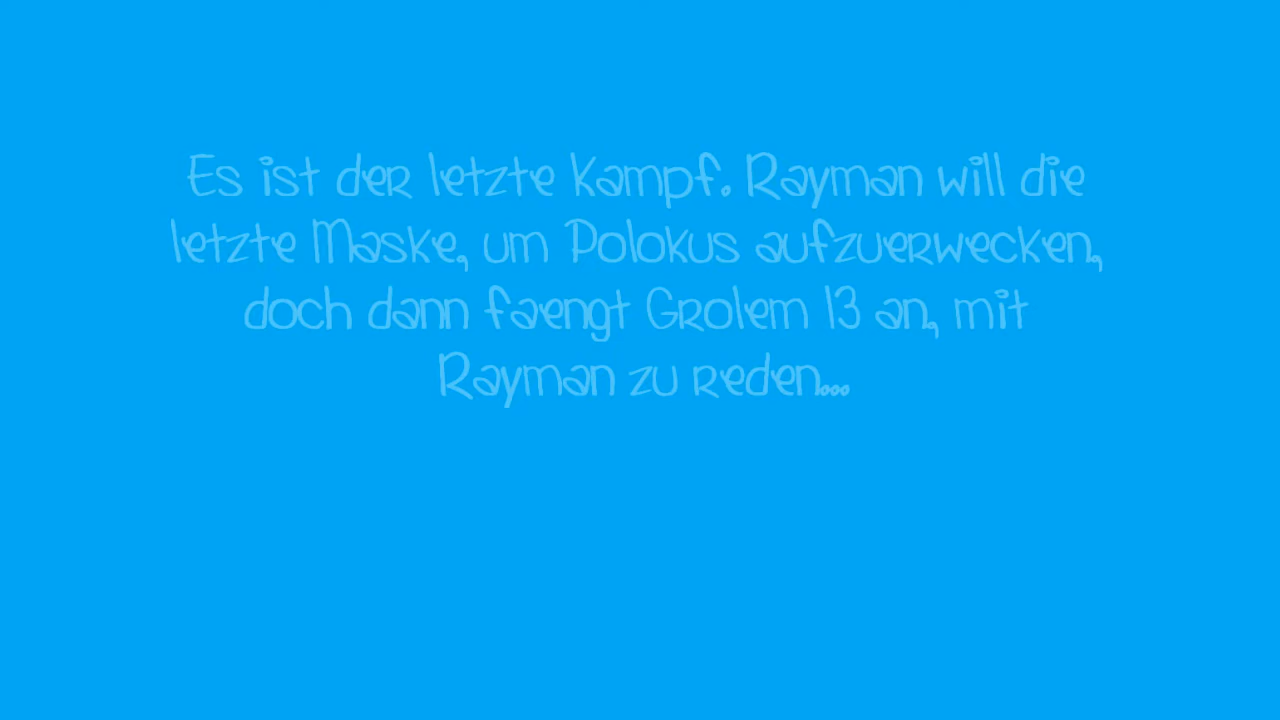 Es ist der letzte Kampf. Rayman will die
letzte Maske, um Polokus aufzuerwecken,
doch dann faengt Grolem 13 an, mit
Rayman zu reden...